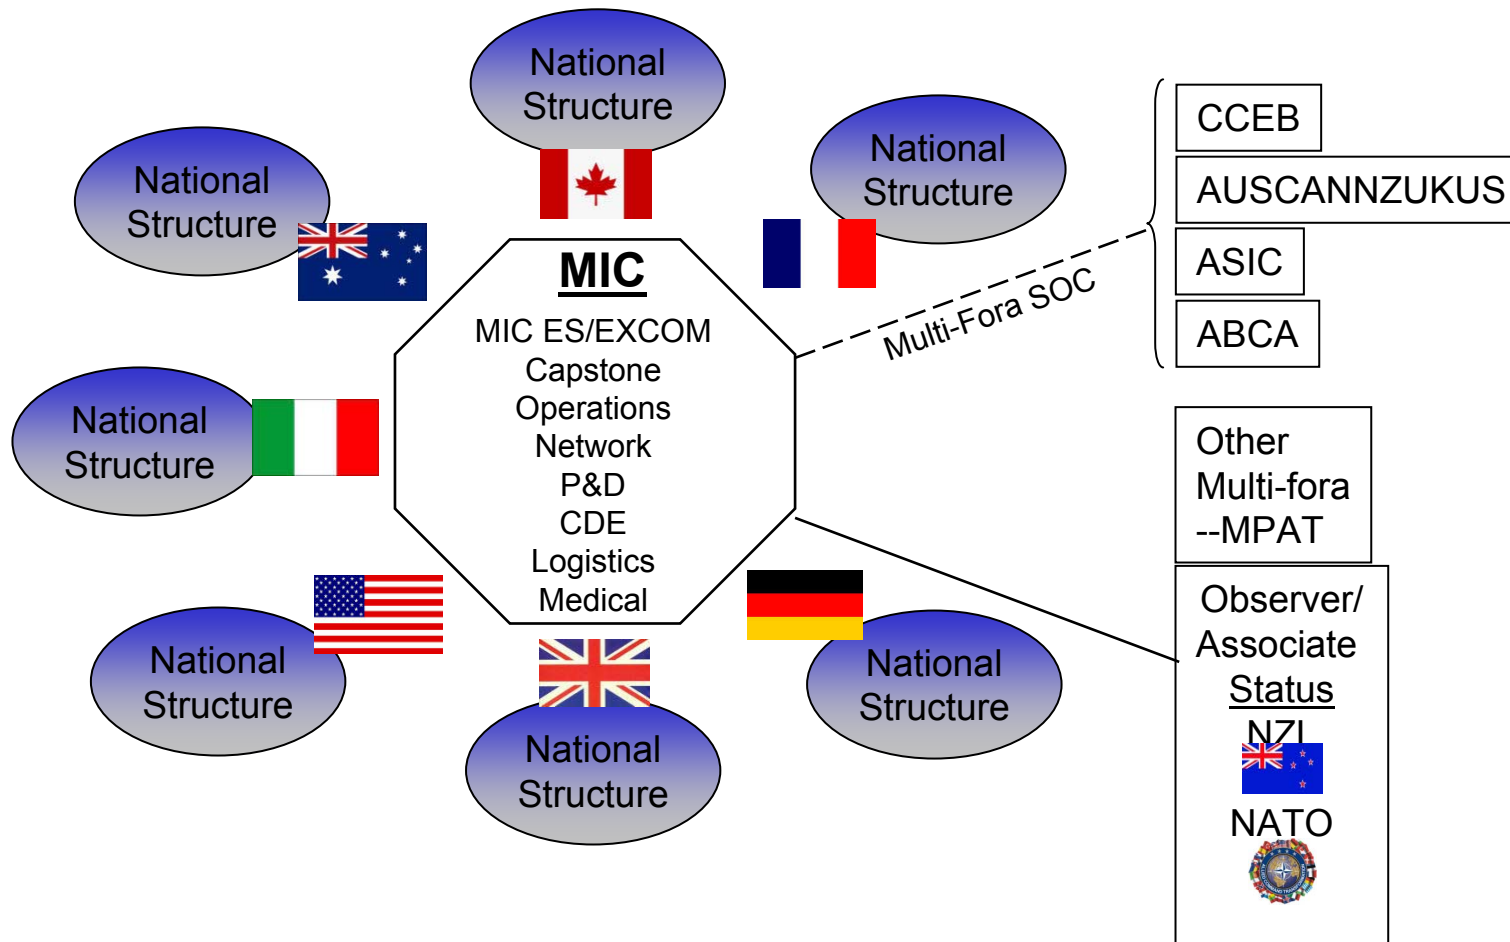 National
Structure
National
Structure
National
Structure
National
Structure
National
Structure
National
Structure
National
Structure
MIC
MIC ES/EXCOM
Capstone
Operations
Network
P&D
CDE
Logistics
Medical
Multi-Fora SOC
CCEB
AUSCANNZUKUS
ASIC
ABCA
Other
Multi-fora
--MPAT
Observer/
Associate
Status
NZL
NATO